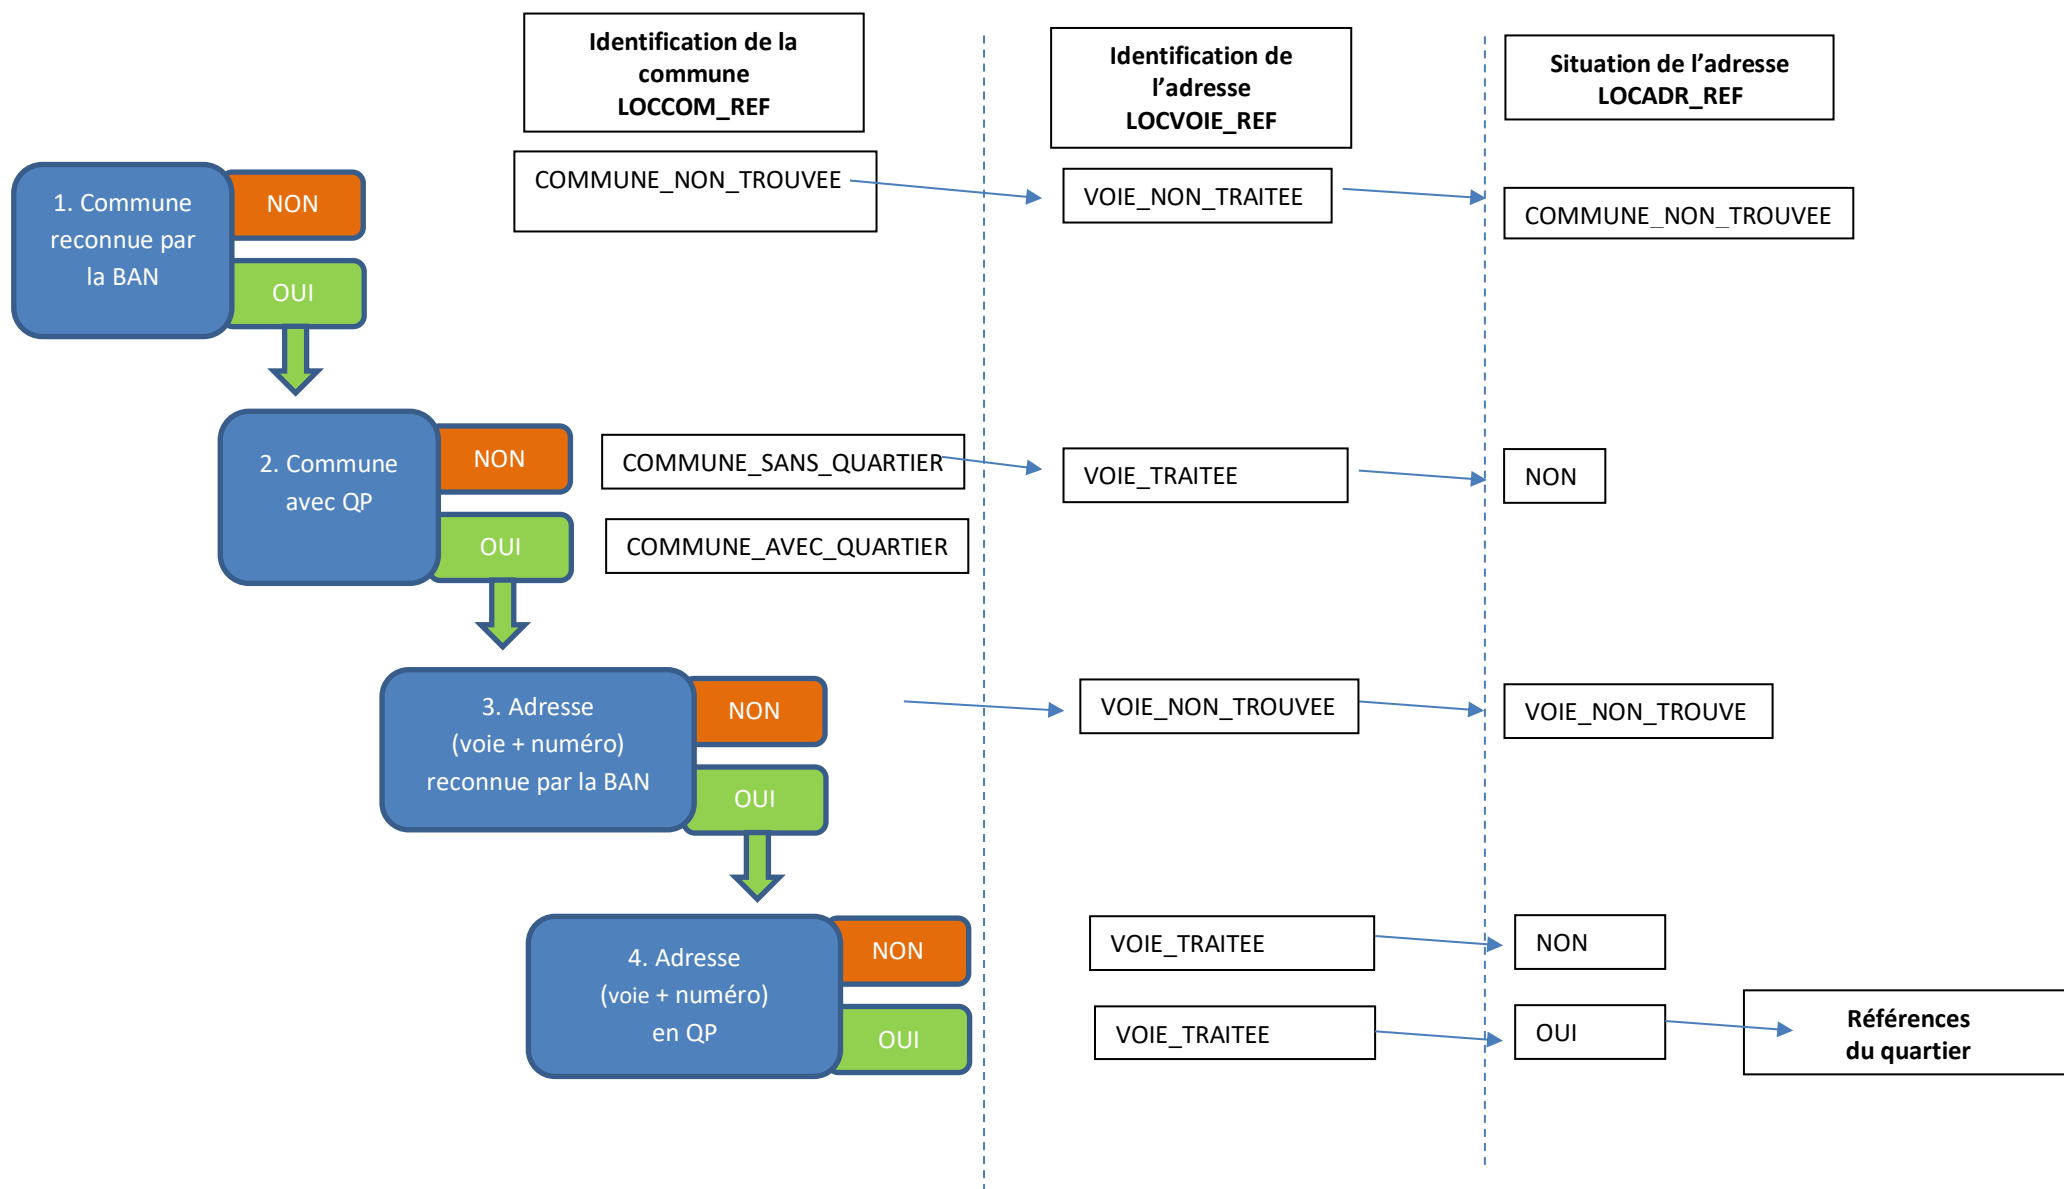 Identification de la
commune
LOCCOM_REF
Identification de
l’adresse
LOCVOIE_REF
Situation de l’adresse
LOCADR_REF
1. Commune
reconnue par
la BAN
NON
OUI
COMMUNE_NON_TROUVEE
VOIE_NON_TRAITEE
COMMUNE_NON_TROUVEE
2. Commune
avec QP
NON
OUI
COMMUNE_SANS_QUARTIER
VOIE_TRAITEE
NON
COMMUNE_AVEC_QUARTIER
3. Adresse
(voie + numéro)
reconnue par la BAN
NON
OUI
VOIE_NON_TROUVEE
VOIE_NON_TROUVE
4. Adresse
(voie + numéro)
en QP
NON
OUI
VOIE_TRAITEE
NON
VOIE_TRAITEE
OUI
Références
du quartier